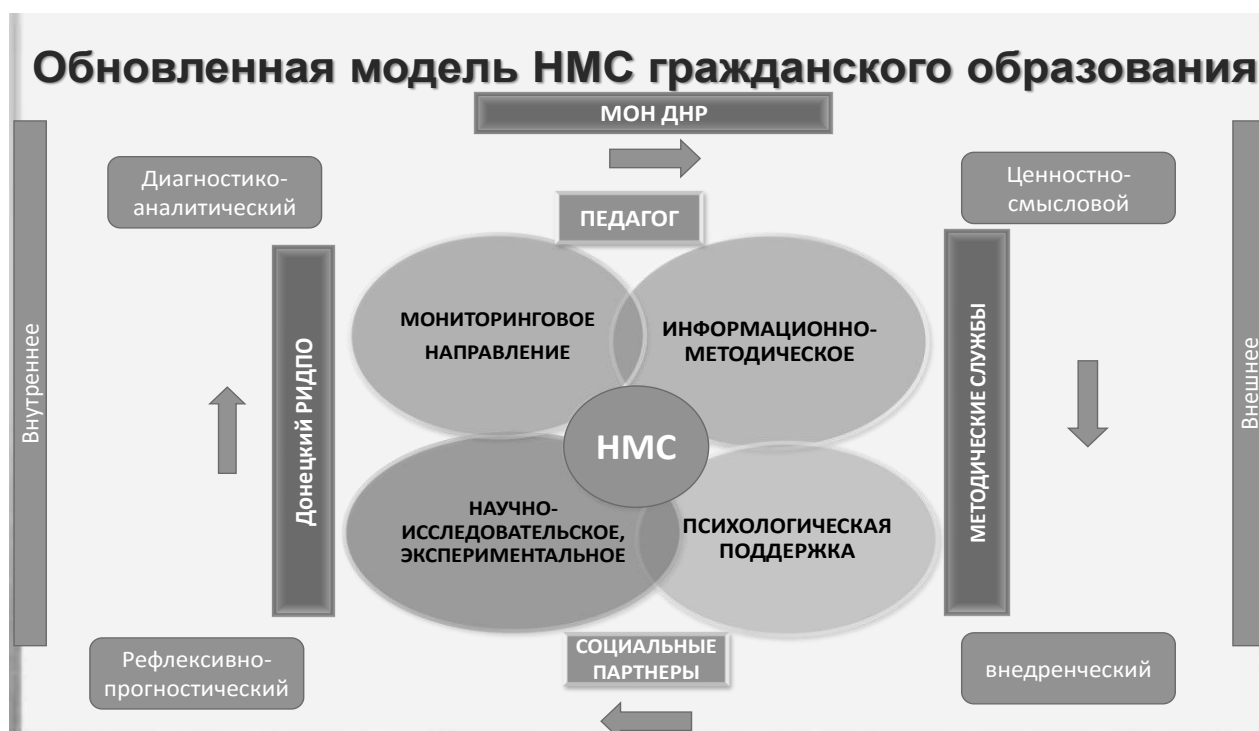 Обновленная модель НМС гражданского образования
МОН ДНР
Диагностико-
аналитический
Ценностно-
смысловой
ПЕДАГОГ
Внутреннее
Донецкий РИДПО
МОНИТОРИНГОВОЕ
НАПРАВЛЕНИЕ
ИНФОРМАЦИОННО-
МЕТОДИЧЕСКОЕ
МЕТОДИЧЕСКИЕ СЛУЖБЫ
Внешнее
НМС
НАУЧНО-
ИССЛЕДОВАТЕЛЬСКОЕ,
ЭКСПЕРИМЕНТАЛЬНОЕ
ПСИХОЛОГИЧЕСКАЯ
ПОДДЕРЖКА
Рефлексивно-
прогностический
СОЦИАЛЬНЫЕ
ПАРТНЕРЫ
внедренческий